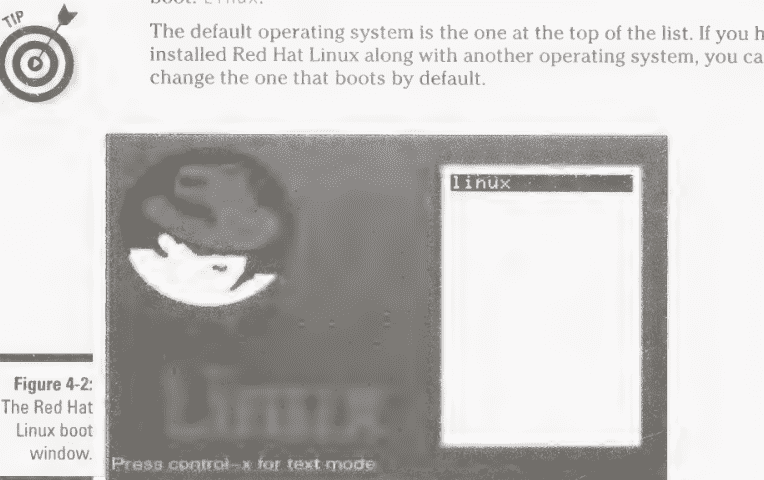 boot: linux.
TIP
The default operating system is the one at the top of the list. If you h
installed Red Hat Linux along with another operating system, you ca
change the one that boots by default.
linux
Linux
Press control-x for text mode
Figure 4-2:
The Red Hat
Linux boot
window.